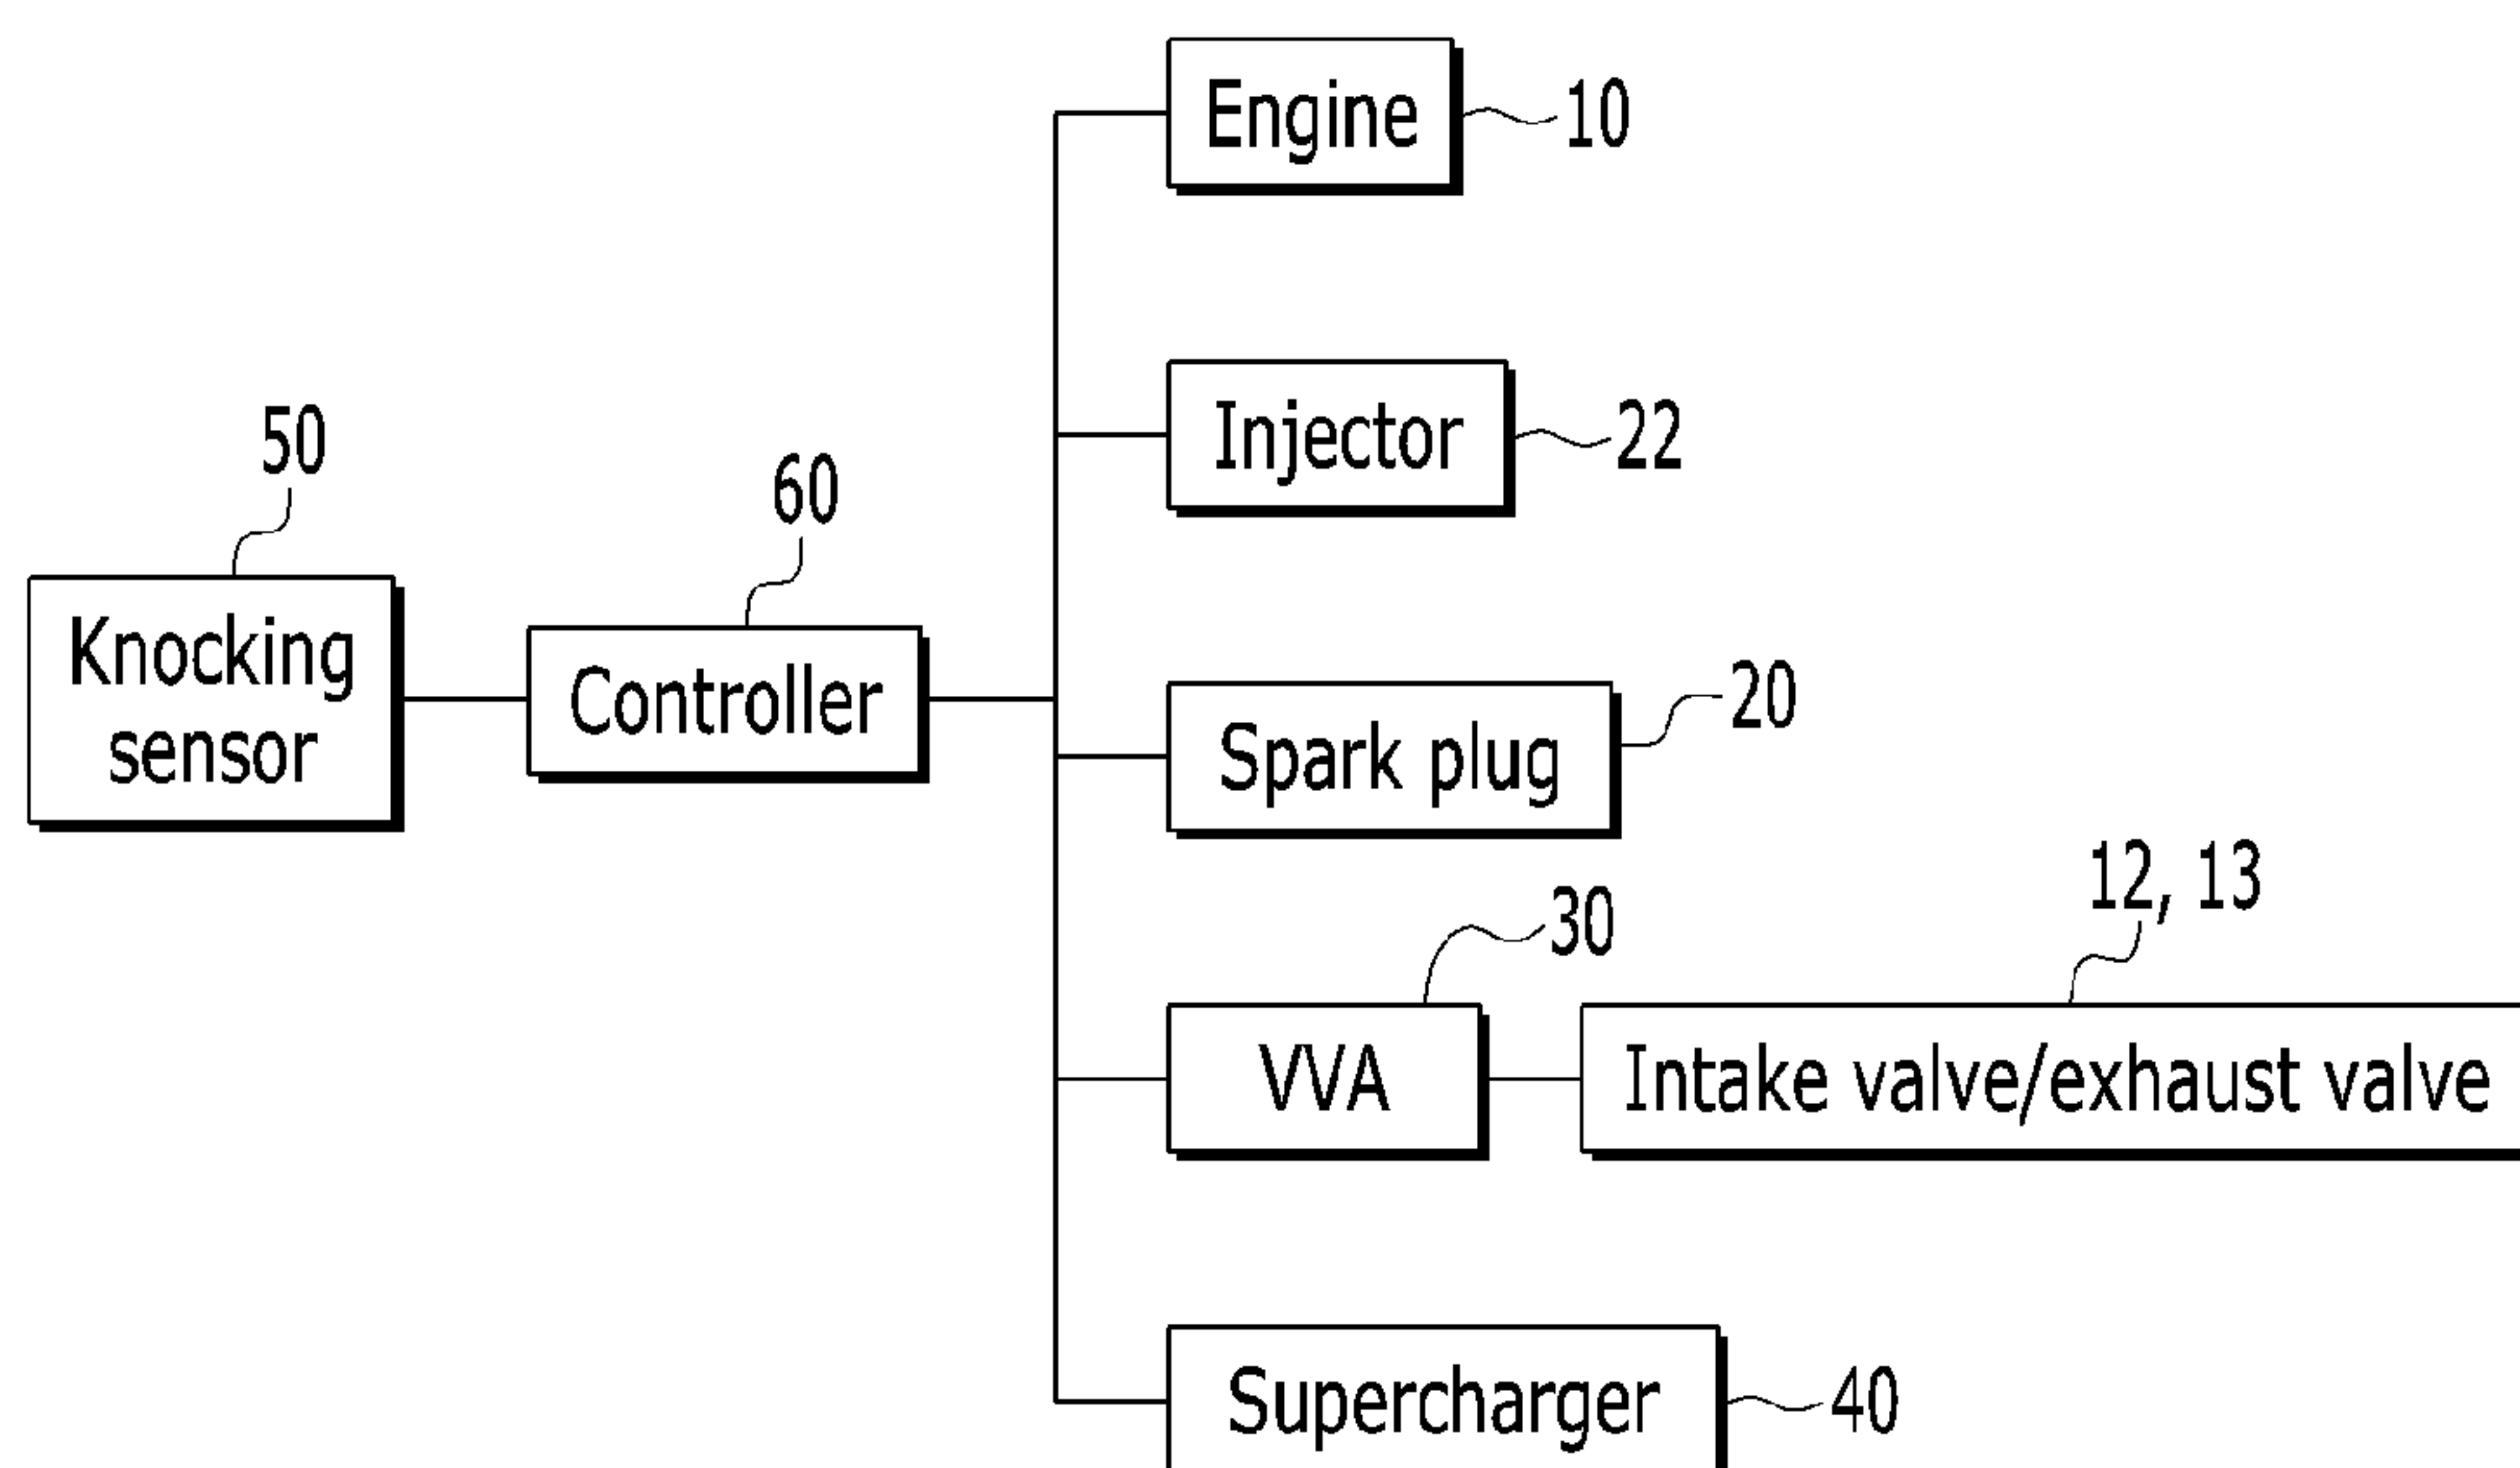 Engine
10
Injector
22
50
60
Knocking
sensor
Controller
Spark plug
20
12, 13
30
VVA
Intake valve/exhaust valve
Supercharger
40